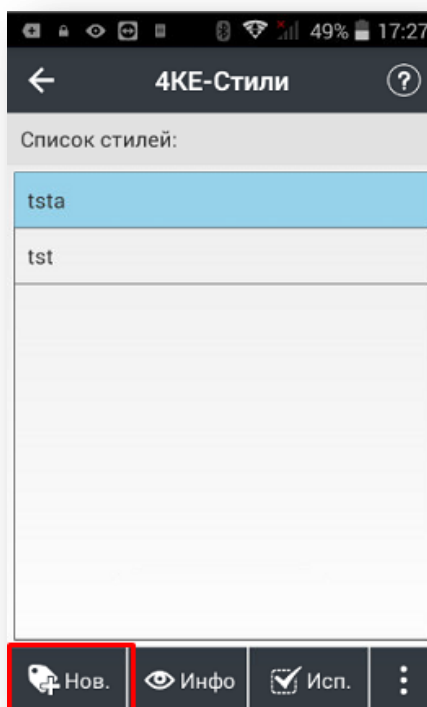 49% 17:27
4KE-Стили
?
Список стилей:
tsta
tst
Нов. Инфо Исп.